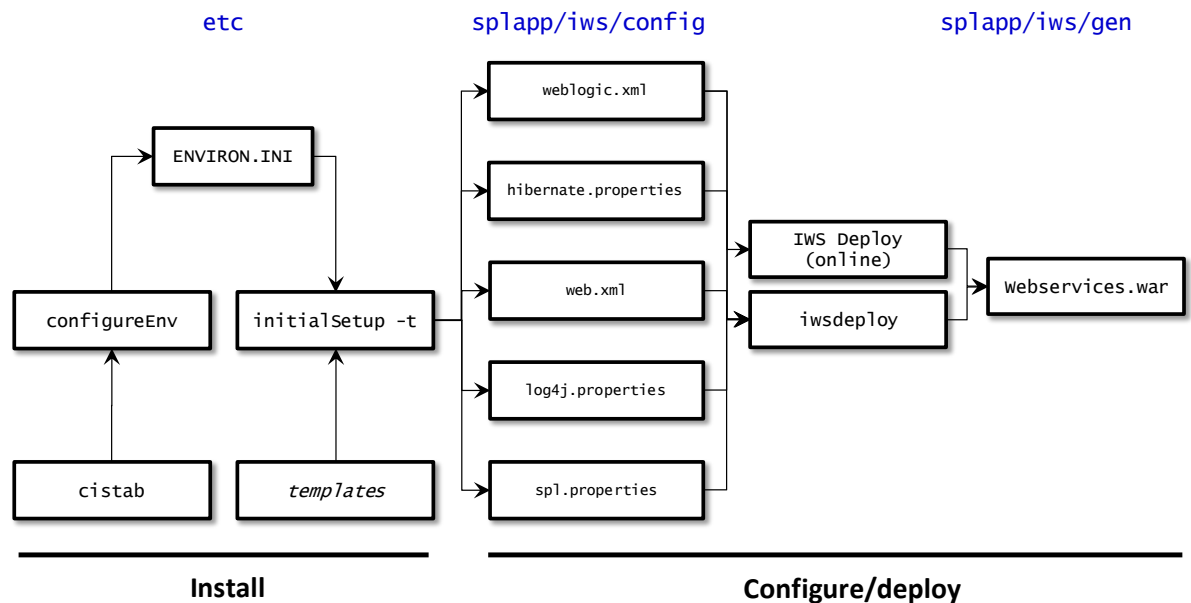 etc
splapp/iws/config
splapp/iws/gen
weblogic.xml
ENVIRON.INI
hibernate.properties
IWS Deploy
(online)
Webservices.war
configureEnv
initialSetup -t
web.xml
iwsdeploy
log4j.properties
cistab
templates
spl.properties
Install
Configure/deploy